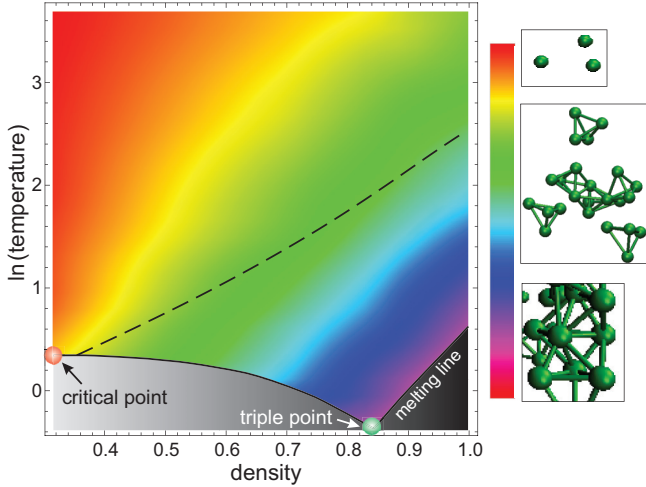 3
2
1
0
ln (temperature)
critical point
triple point
melting line
0.4 0.5 0.6 0.7 0.8 0.9 1.0
density